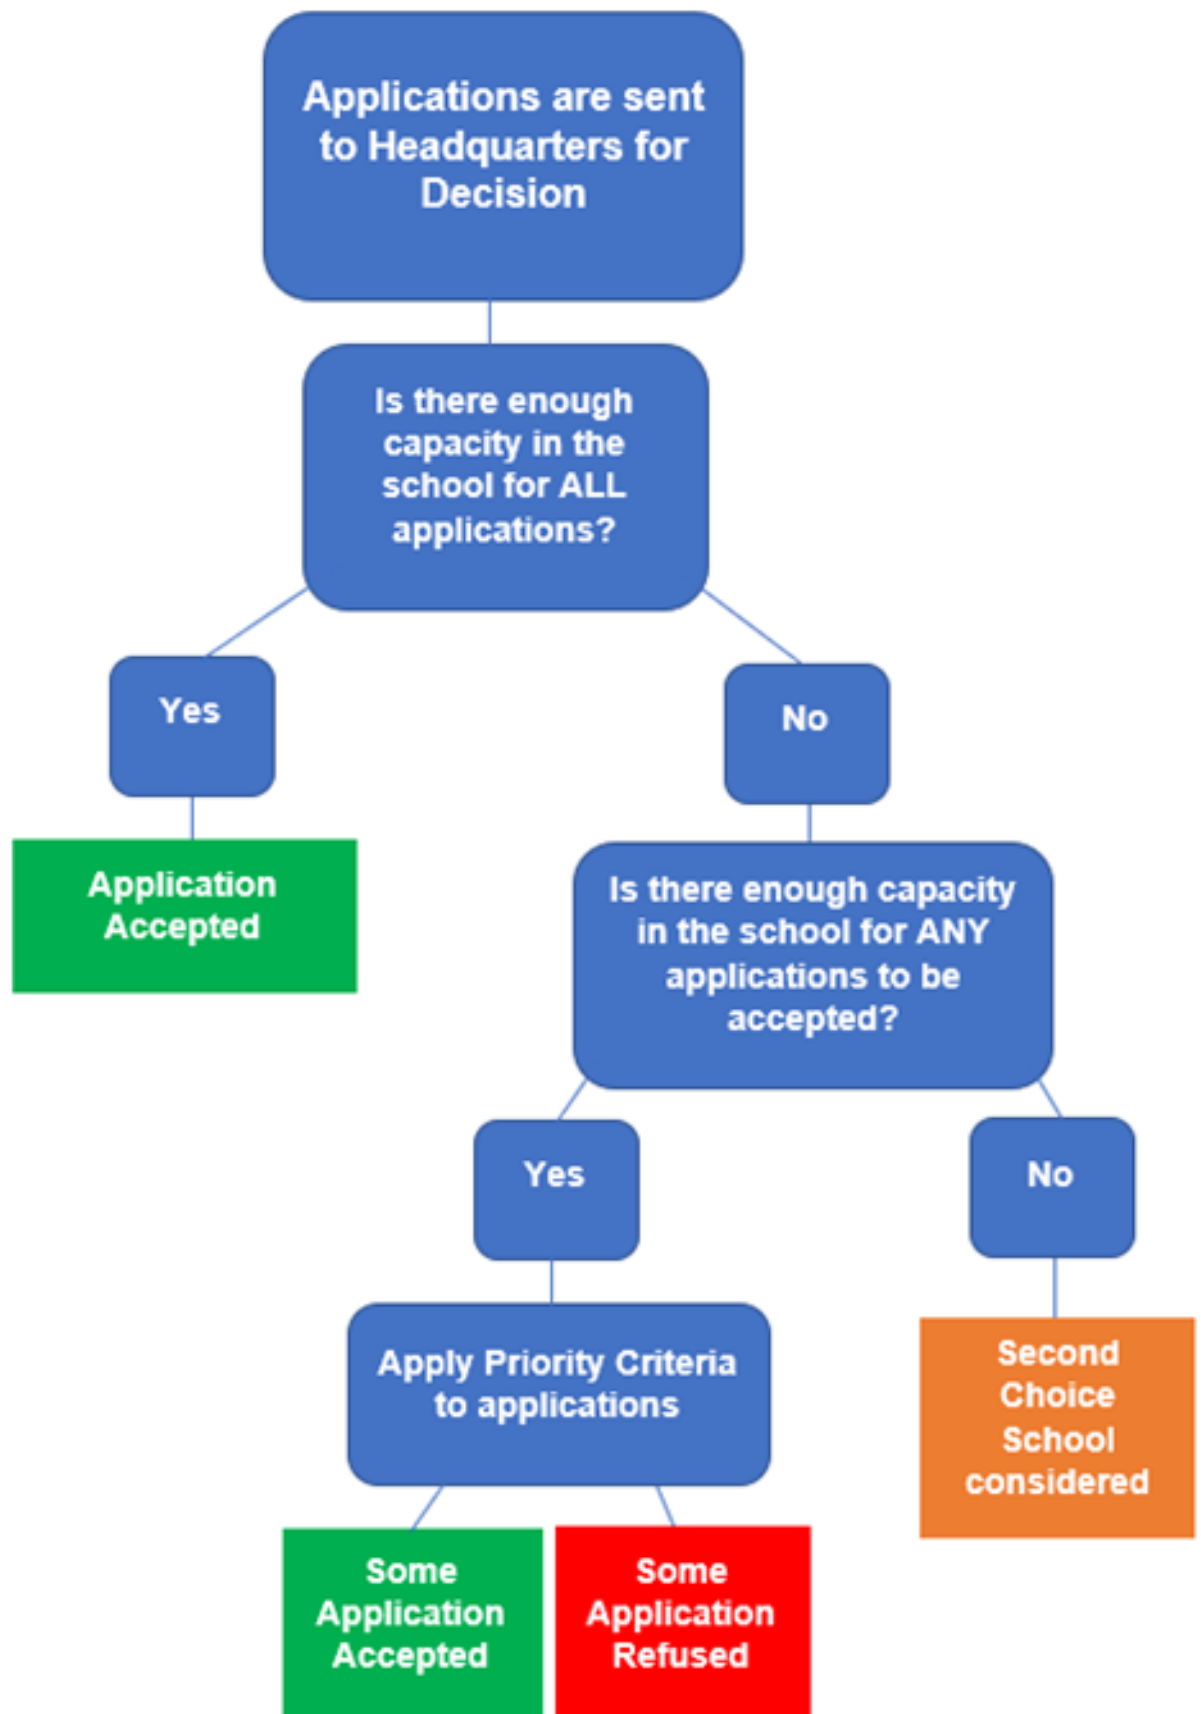 Applications are sent
to Headquarters for
Decision
Is there enough
capacity in the
school for ALL
applications?
Yes
No
Application
Accepted
Is there enough capacity
in the school for ANY
applications to be
accepted?
Yes
No
Apply Priority Criteria
to applications
Second
Choice
School
considered
Some
Application
Accepted
Some
Application
Refused